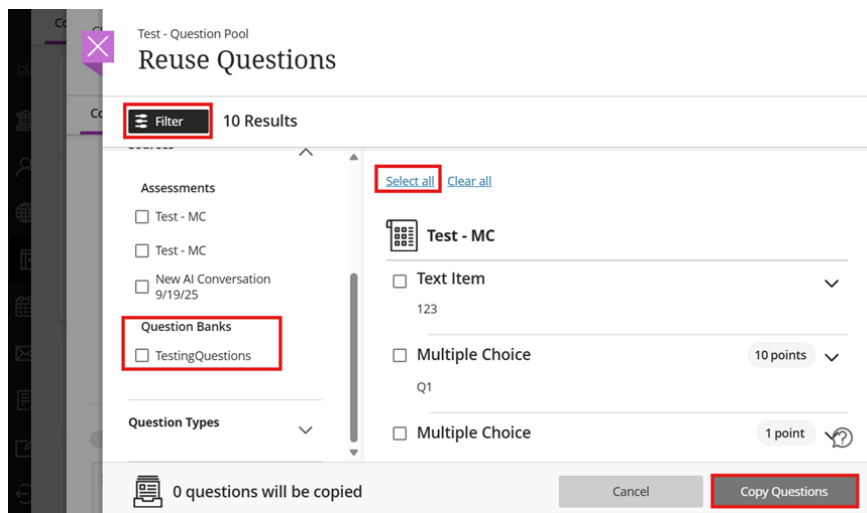 Test - Question Pool
Reuse Questions
Filter
10 Results
Sources
Assessments
Test - MC
Test - MC
New AI Conversation
9/19/25
Question Banks
TestingQuestions
Question Types
Select all Clear all
Test - MC
Text Item
123
Multiple Choice 10 points
Q1
Multiple Choice 1 point
0 questions will be copied
Cancel
Copy Questions